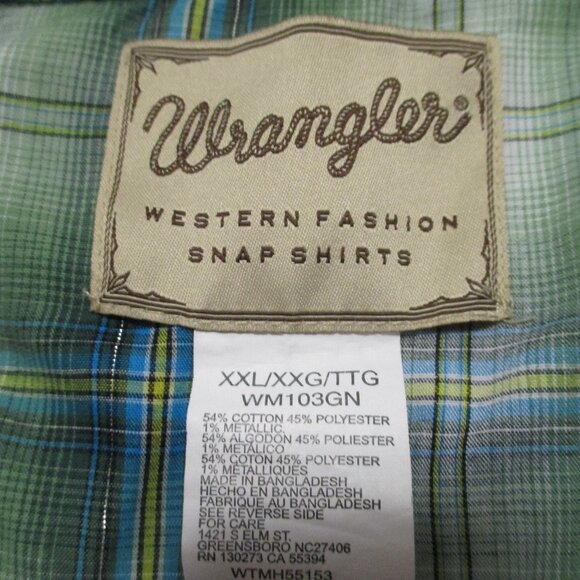 Wrangler®
WESTERN FASHION
SNAP SHIRTS
XXL/XXG/TTG
WM103GN
54% COTTON 45% POLYESTER
1% METALLIC
54% ALGODON 45% POLIESTER
1% METALICO
54% COTON 45% POLYESTER
1% MÉTALLIQUES
MADE IN BANGLADESH
HECHO EN BANGLADESH
FABRIQUE AU BANGLADESH
SEE REVERSE SIDE
FOR CARE
1421 S ELM ST.
GREENSBORO NC27406
RN 130273 CA 55394
WTMH55153